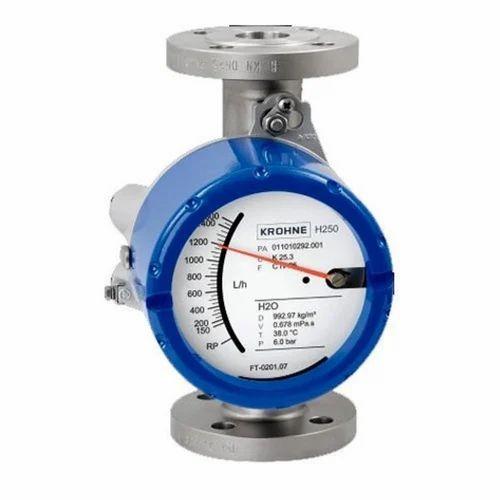 KROHNE H250
PA 011010292.001
K 25.3
F
1400
1200
1000
800
600
400
200
150
RP
L/h
H2O
D 992.97 kg/m³
V 0.678 mPa.s
T 38.0 °C
P 6.0 bar
FT-0201.07